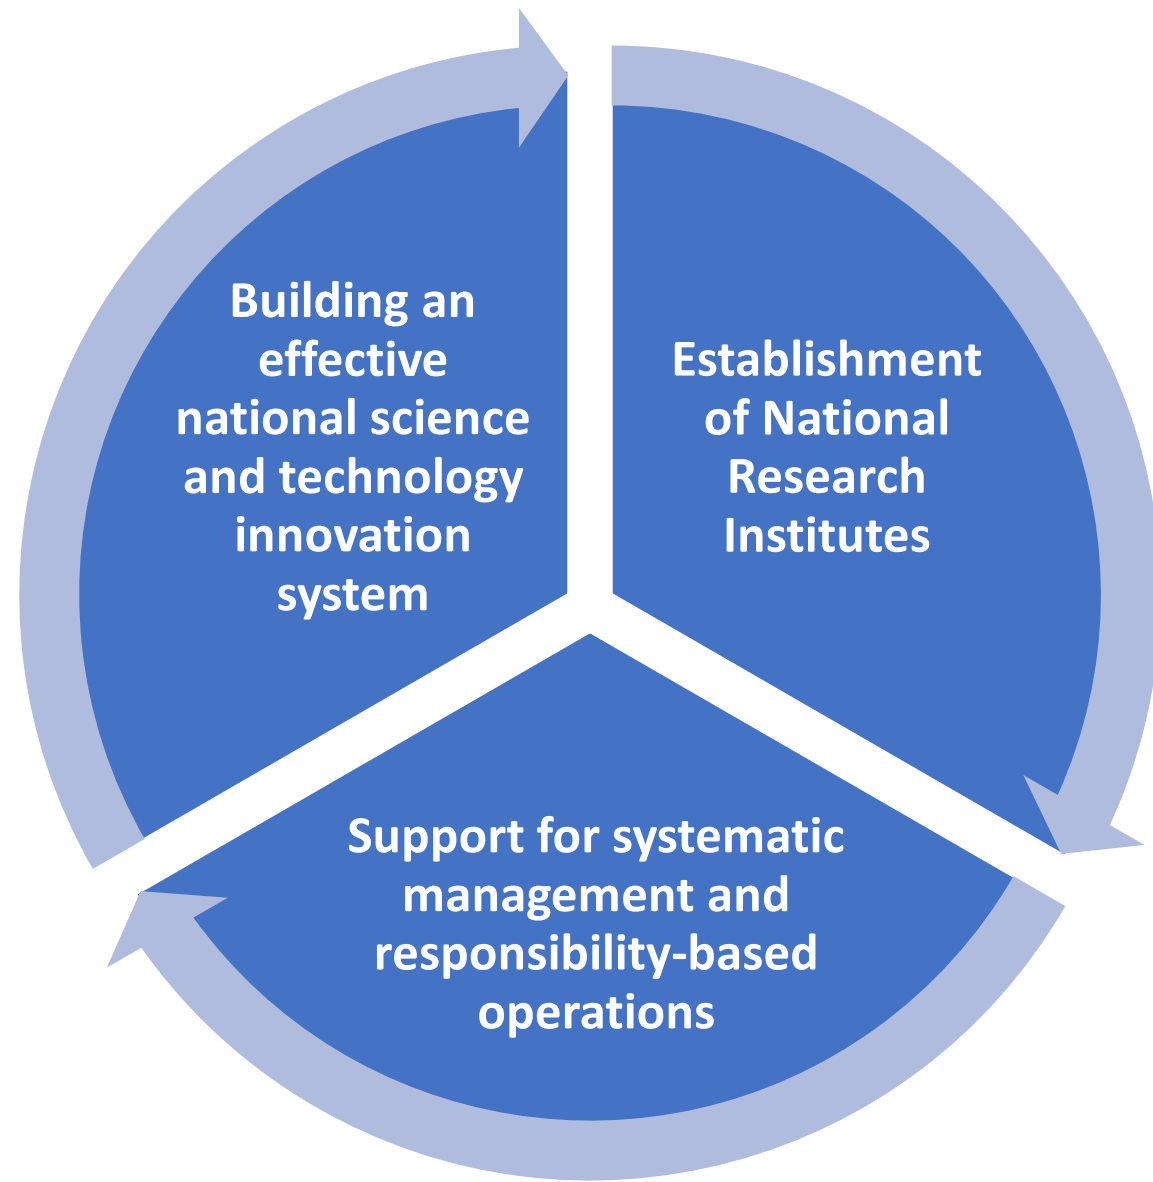 Building an
effective
national science
and technology
innovation
system
Establishment
of National
Research
Institutes
Support for systematic
management and
responsibility-based
operations